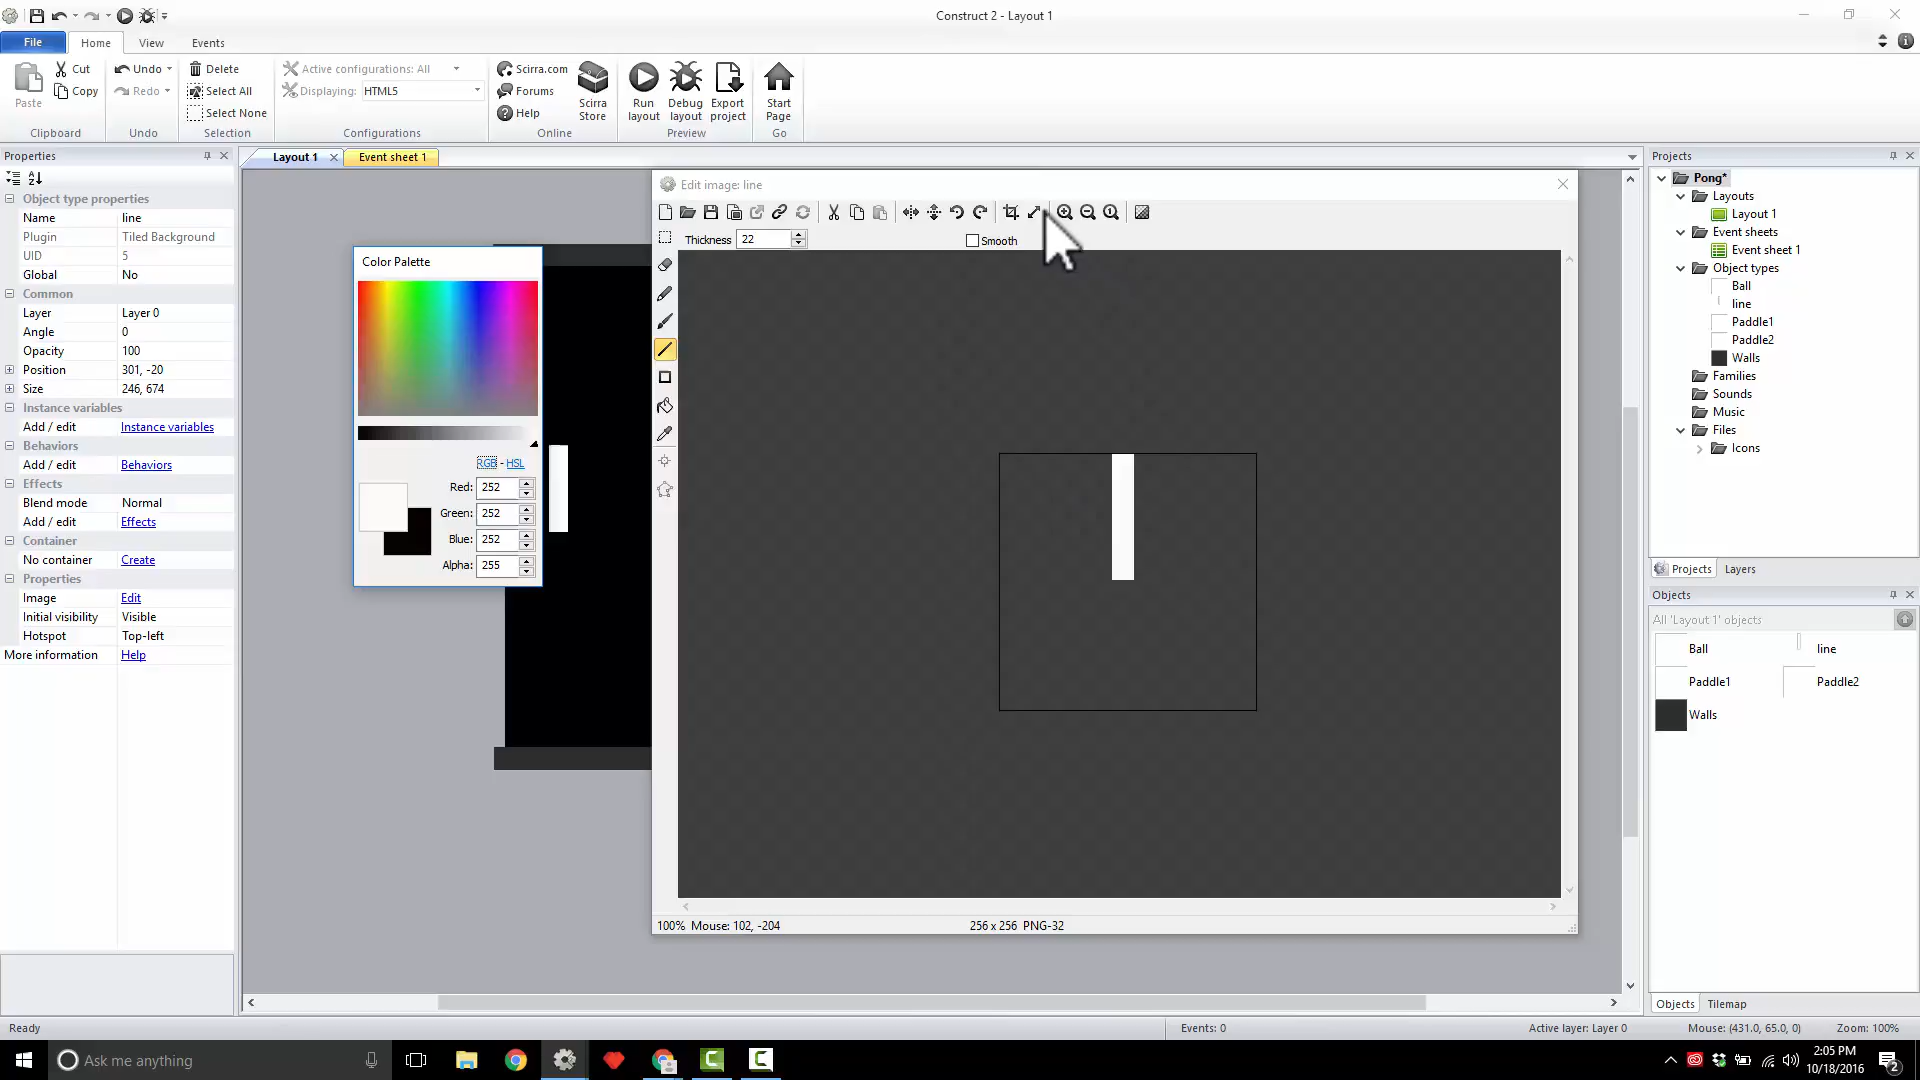 Construct 2 - Layout 1
File
Home
View
Events
Paste
Cut
Copy
Clipboard
Undo
Redo
Undo
Delete
Select All
Select None
Selection
Active configurations: All
Displaying:
HTML5
Configurations
Scirra.com
Forums
Help
Scirra
Store
Online
Run
layout
Debug
layout
Export
project
Preview
Start
Page
Go
Properties
Layout 1
Event sheet 1
Object type properties
Name line
Plugin Tiled Background
UID 5
Global No
Common
Layer Layer 0
Angle 0
Opacity 100
Position 301, -20
Size 246, 674
Instance variables
Add / edit Instance variables
Behaviors
Add / edit Behaviors
Effects
Blend mode Normal
Add / edit Effects
Container
No container Create
Properties
Image Edit
Initial visibility Visible
Hotspot Top-left
More information Help
Color Palette
RGB - HSL
Red: 252
Green: 252
Blue: 252
Alpha: 255
Edit image: line
Thickness 22
Smooth
100% Mouse: 102, -204
256 x 256 PNG-32
Projects
Pong*
Layouts
Layout 1
Event sheets
Event sheet 1
Object types
Ball
line
Paddle1
Paddle2
Walls
Families
Sounds
Music
Files
Icons
Projects
Layers
Objects
All 'Layout 1' objects
Ball line
Paddle1 Paddle2
Walls
Objects
Tilemap
Ready
Events: 0
Active layer: Layer 0
Mouse: (431.0, 65.0, 0)
Zoom: 100%
Ask me anything
2:05 PM
10/18/2016
2